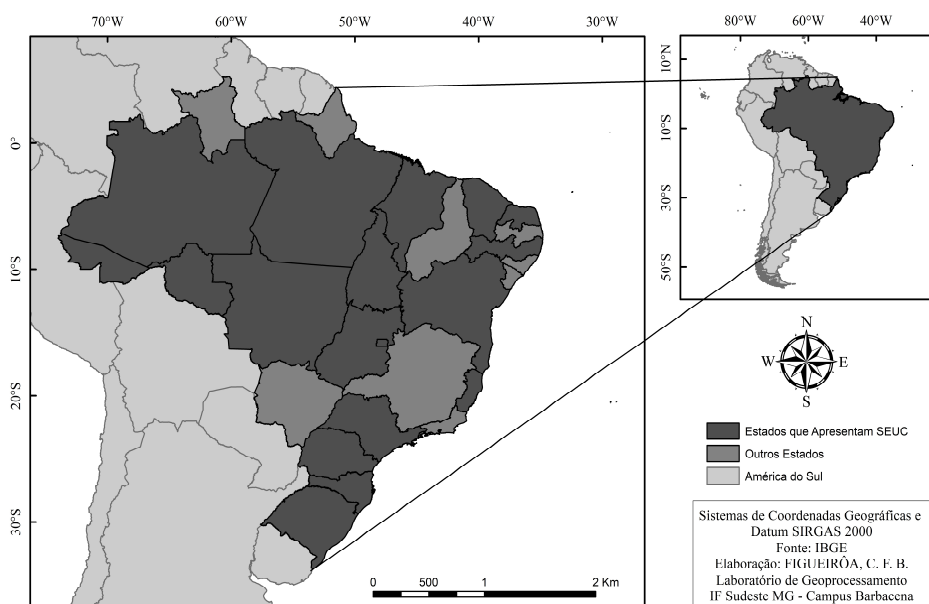 70°W 60°W 50°W 40°W 30°W
0°
10°S
20°S
30°S
0 500 1 2 Km
80°W 60°W 40°W
10°N
10°S
30°S
50°S
N
W E
S
Estados que Apresentam SEUC
Outros Estados
América do Sul
Sistemas de Coordenadas Geográficas e
Datum SIRGAS 2000
Fonte: IBGE
Elaboração: FIGUEIRÔA, C. F. B.
Laboratório de Geoprocessamento
IF Sudeste MG - Campus Barbacena